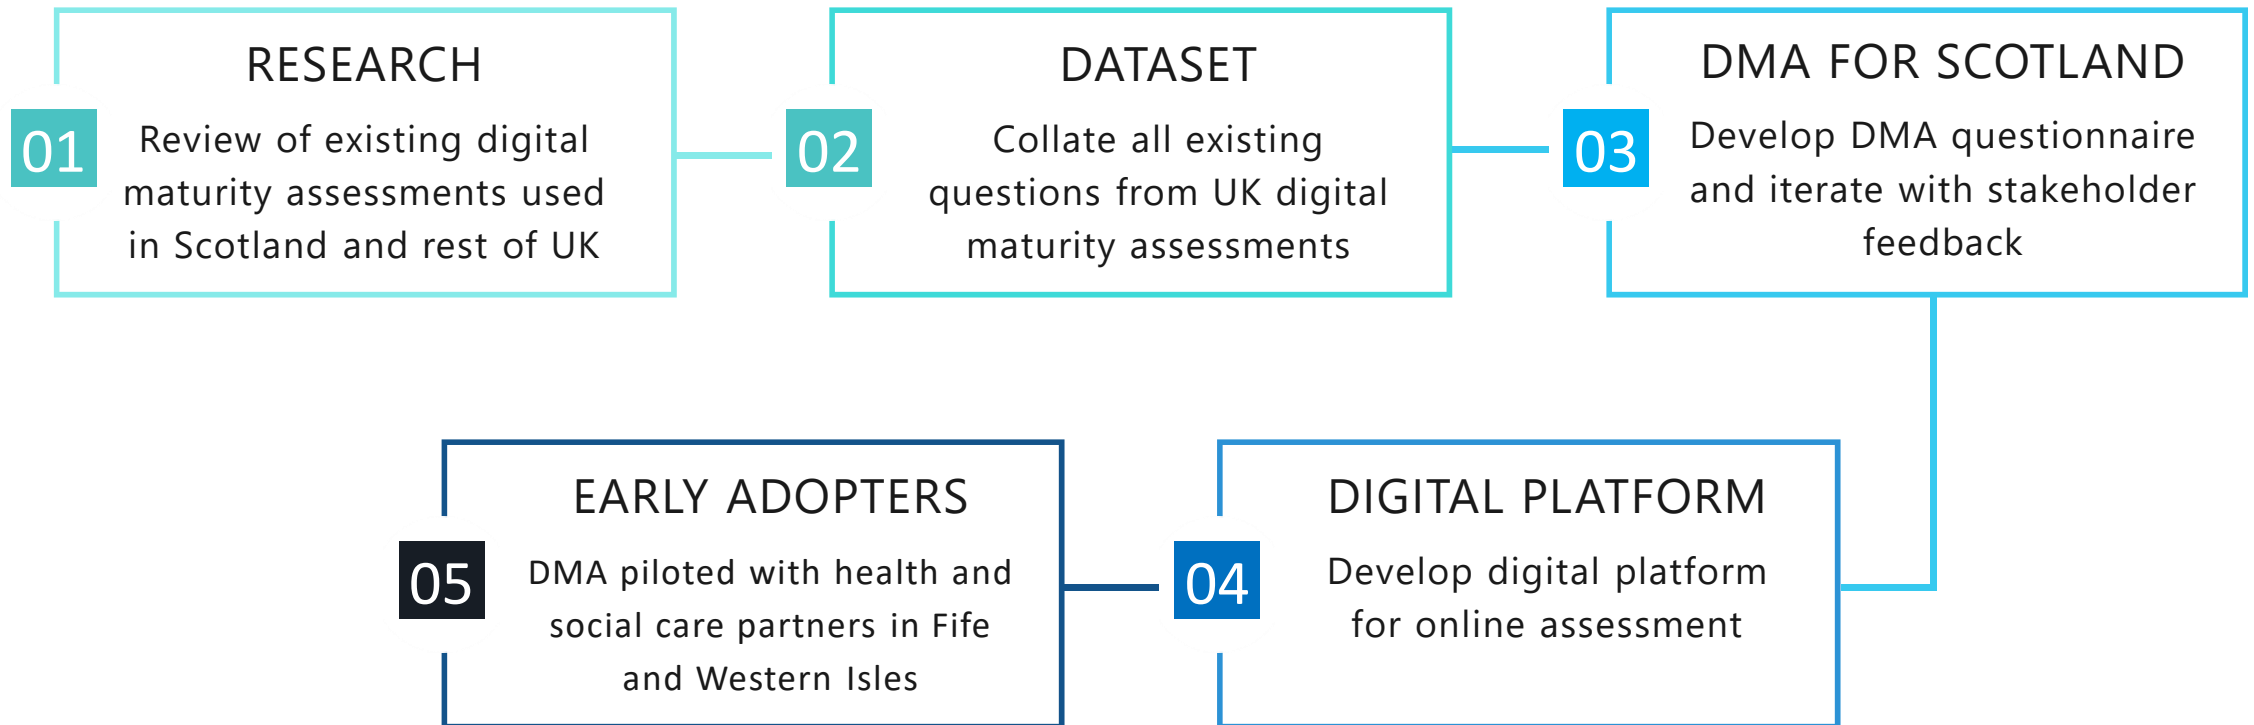 01
RESEARCH
Review of existing digital
maturity assessments used
in Scotland and rest of UK
02
DATASET
Collate all existing
questions from UK digital
maturity assessments
03
DMA FOR SCOTLAND
Develop DMA questionnaire
and iterate with stakeholder
feedback
04
DIGITAL PLATFORM
Develop digital platform
for online assessment
05
EARLY ADOPTERS
DMA piloted with health and
social care partners in Fife
and Western Isles